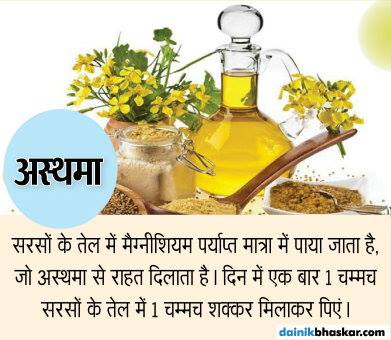 अस्थमा
सरसों के तेल में मैग्नीशियम पर्याप्त मात्रा में पाया जाता है,
जो अस्थमा से राहत दिलाता है। दिन में एक बार 1 चम्मच
सरसों के तेल में 1 चम्मच शक्कर मिलाकर पिएं।
dainikbhaskar.com